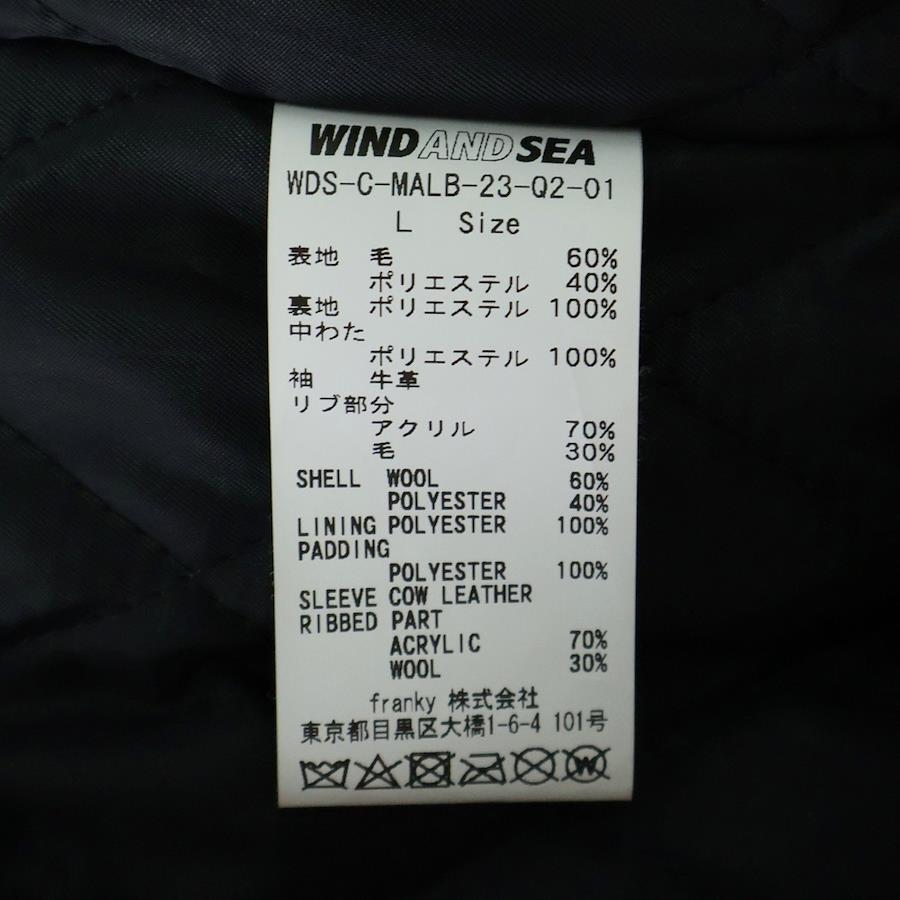 WIND AND SEA
WDS-C-MALB-23-Q2-01
L Size
表地 毛 60%
ポリエステル 40%
裏地 ポリエステル 100%
中わた
ポリエステル 100%
袖 牛革
リブ部分
アクリル 70%
毛 30%
SHELL WOOL 60%
POLYESTER 40%
LINING POLYESTER 100%
PADDING
POLYESTER 100%
SLEEVE COW LEATHER
RIBBED PART
ACRYLIC 70%
WOOL 30%
franky 株式会社
東京都目黒区大橋1-6-4 101号
W